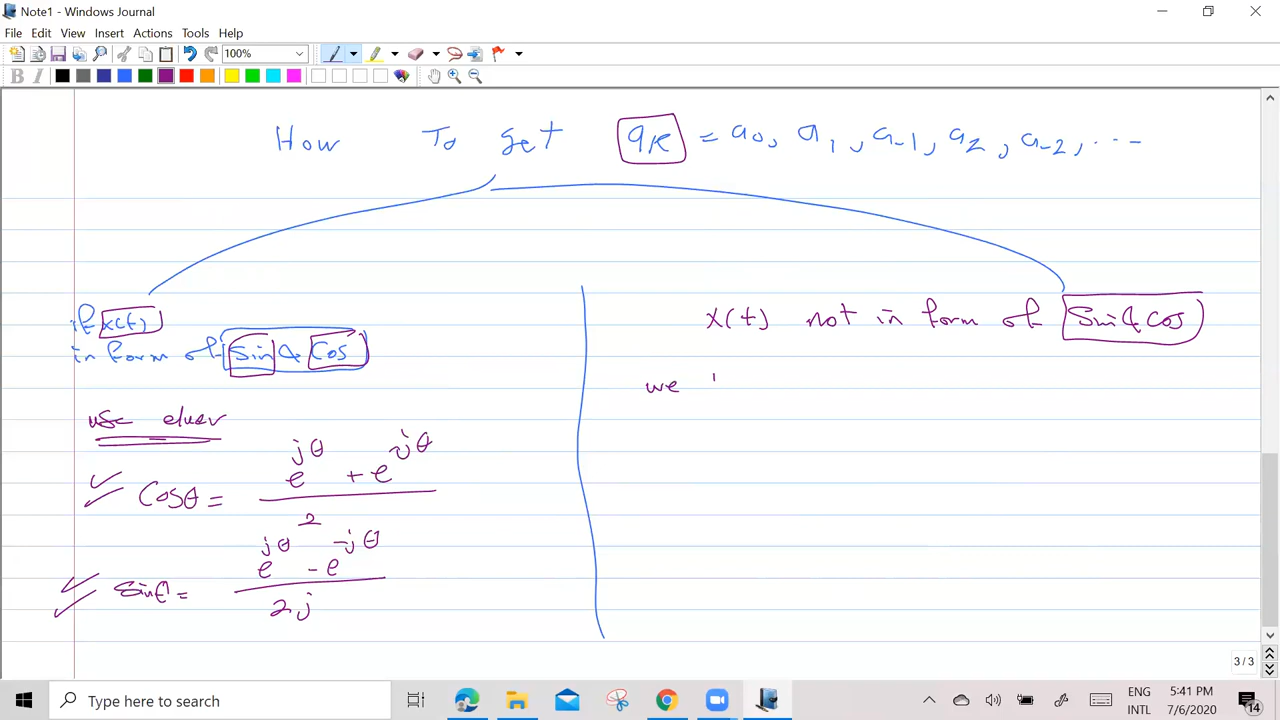 Note1 - Windows Journal
File Edit View Insert Actions Tools Help
100%
B I
How To get aK = a0, a1, a-1, a2, a-2, ...
if x(t)
in form of Sin & Cos
use eluer
Cosθ = (e^jθ + e^-jθ) / 2
Sinθ = (e^jθ - e^-jθ) / 2j
x(t) not in form of Sin & Cos
we
3 / 3
Type here to search
ENG
INTL
5:41 PM
7/6/2020
14